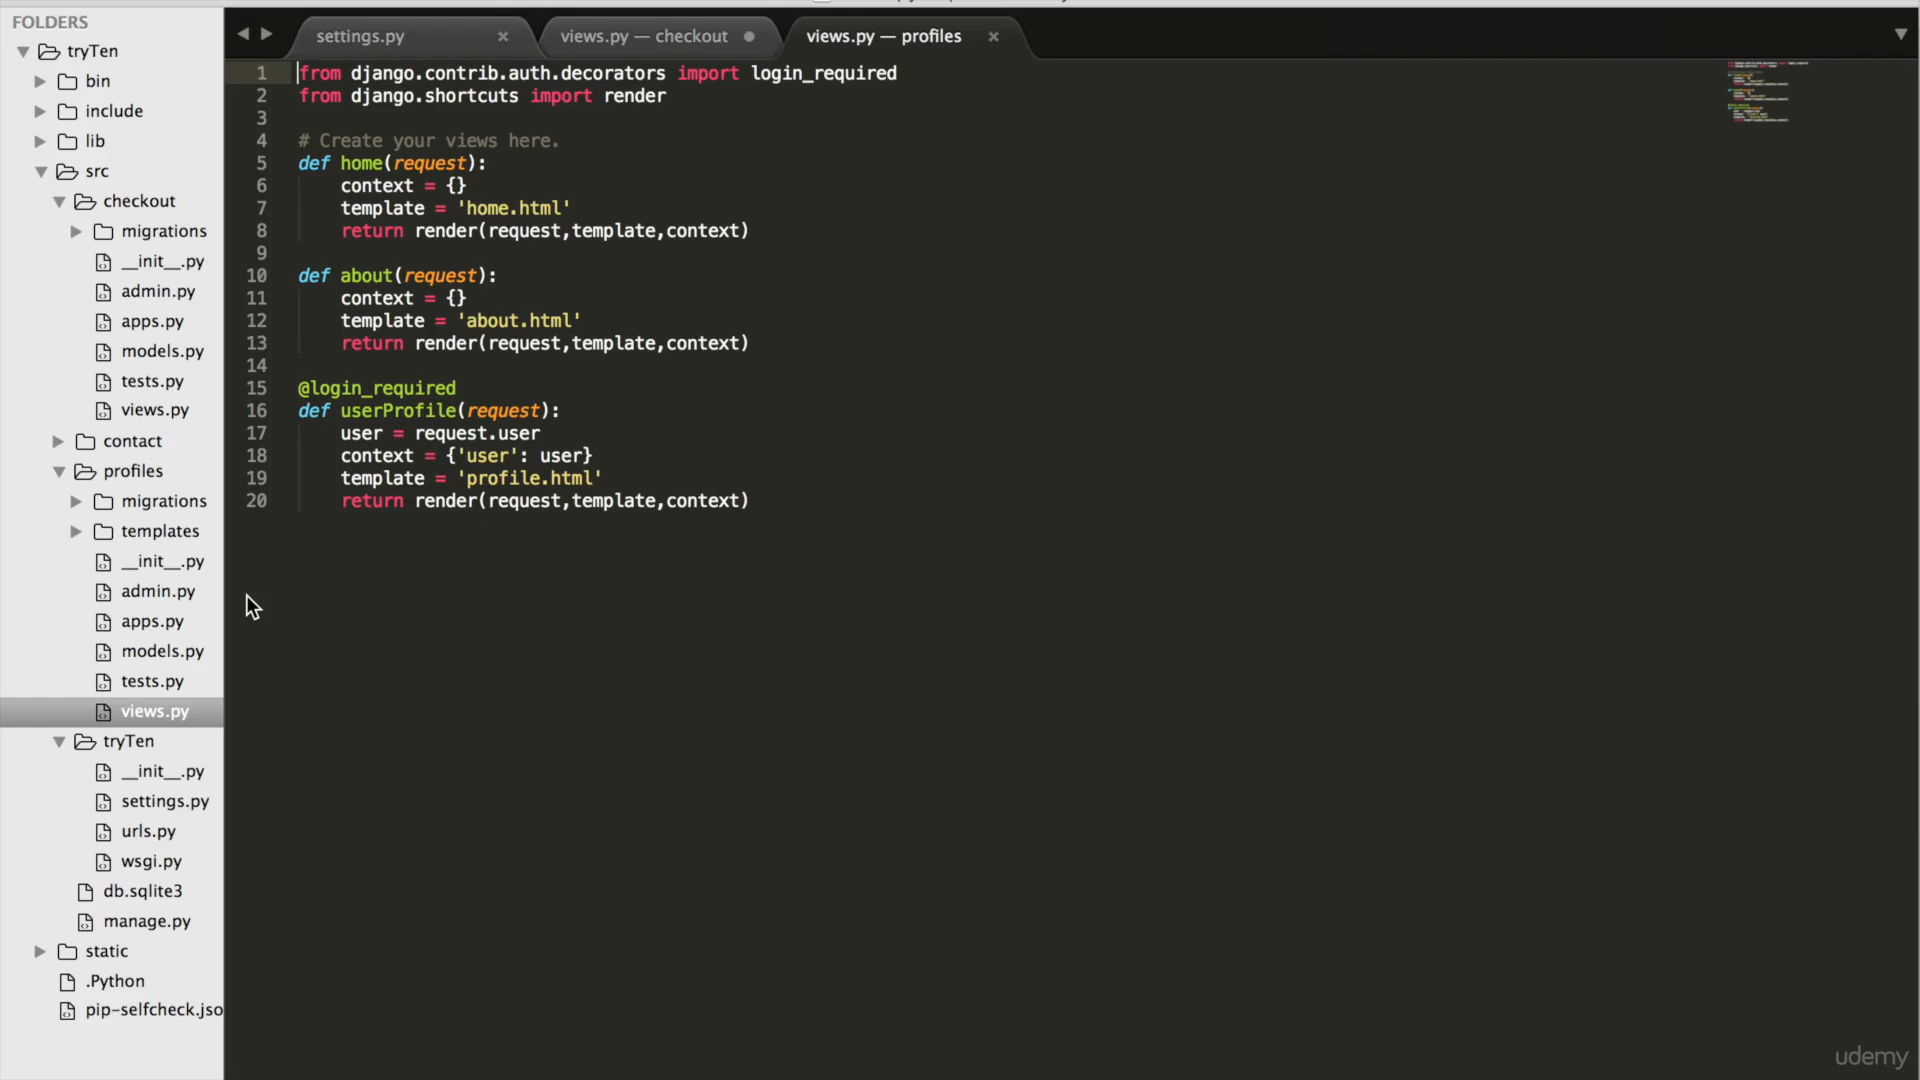 FOLDERS
tryTen
bin
include
lib
src
checkout
migrations
__init__.py
admin.py
apps.py
models.py
tests.py
views.py
contact
profiles
migrations
templates
__init__.py
admin.py
apps.py
models.py
tests.py
views.py
tryTen
__init__.py
settings.py
urls.py
wsgi.py
db.sqlite3
manage.py
static
.Python
pip-selfcheck.jso
settings.py
views.py — checkout
views.py — profiles
1 from django.contrib.auth.decorators import login_required
2 from django.shortcuts import render
3
4 # Create your views here.
5 def home(request):
6     context = {}
7     template = 'home.html'
8     return render(request,template,context)
9
10 def about(request):
11     context = {}
12     template = 'about.html'
13     return render(request,template,context)
14
15 @login_required
16 def userProfile(request):
17     user = request.user
18     context = {'user': user}
19     template = 'profile.html'
20     return render(request,template,context)
udemy